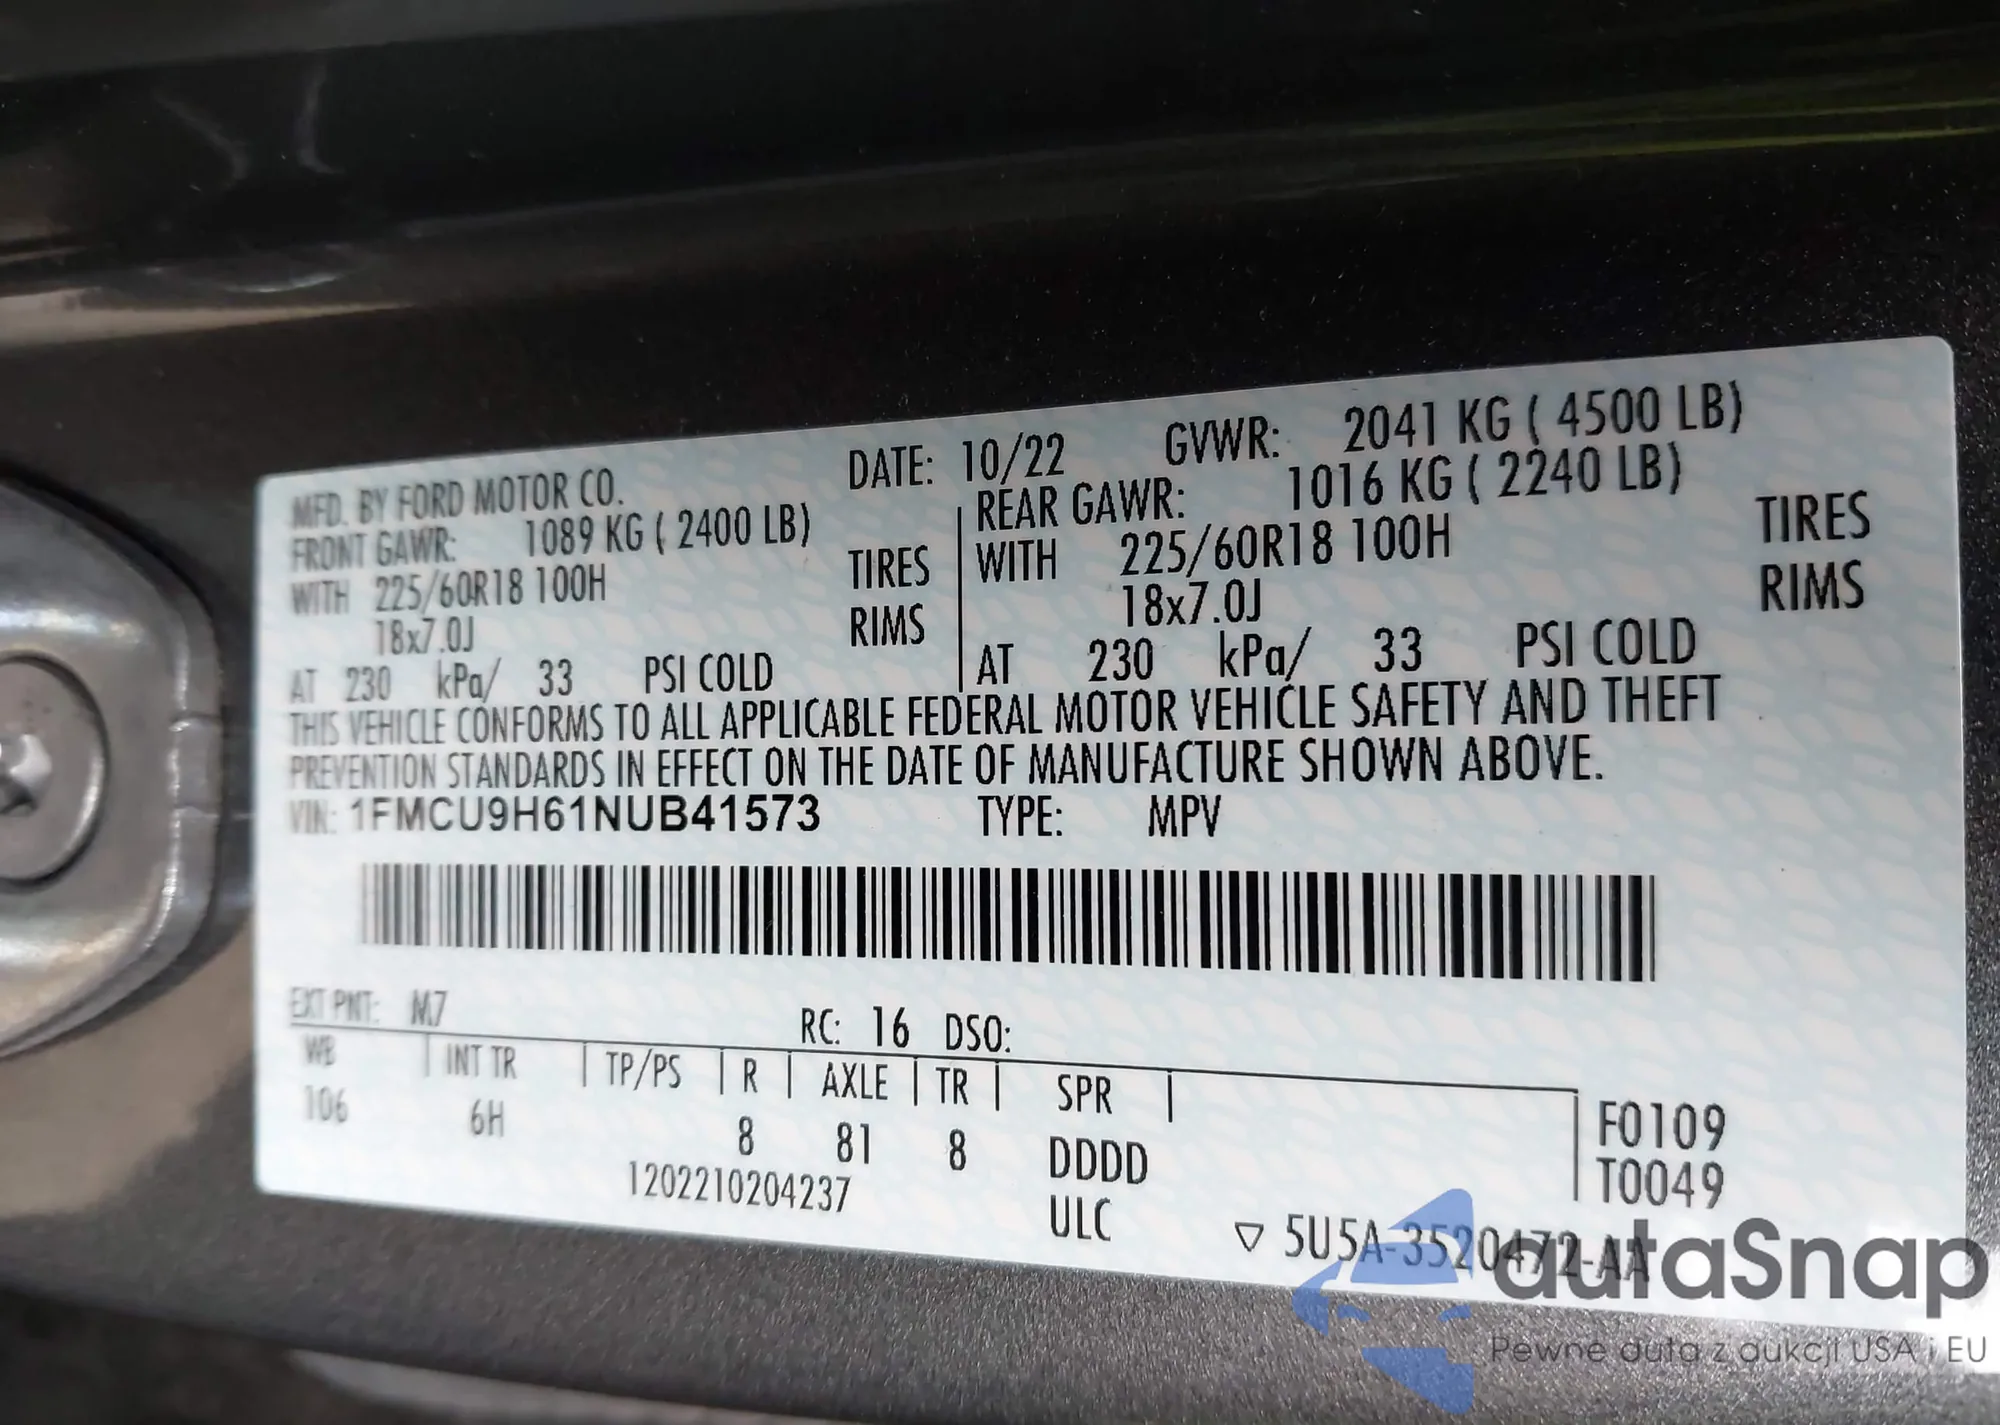 MFD. BY FORD MOTOR CO. DATE: 10/22 GVWR: 2041 KG ( 4500 LB)
FRONT GAWR: 1089 KG ( 2400 LB) REAR GAWR: 1016 KG ( 2240 LB)
WITH 225/60R18 100H TIRES WITH 225/60R18 100H TIRES
18x7.0J RIMS 18x7.0J RIMS
AT 230 kPa/ 33 PSI COLD AT 230 kPa/ 33 PSI COLD
THIS VEHICLE CONFORMS TO ALL APPLICABLE FEDERAL MOTOR VEHICLE SAFETY AND THEFT
PREVENTION STANDARDS IN EFFECT ON THE DATE OF MANUFACTURE SHOWN ABOVE.
VIN: 1FMCU9H61NUB41573 TYPE: MPV
EXT PNT: M7 RC: 16 DSO:
WB INT TR TP/PS R AXLE TR SPR
106 6H 8 81 8 DDDD F0109
1202210204237 ULC T0049
▽ 5U5A-3520472-AA
autaSnap
Pewne auta z aukcji USA i EU